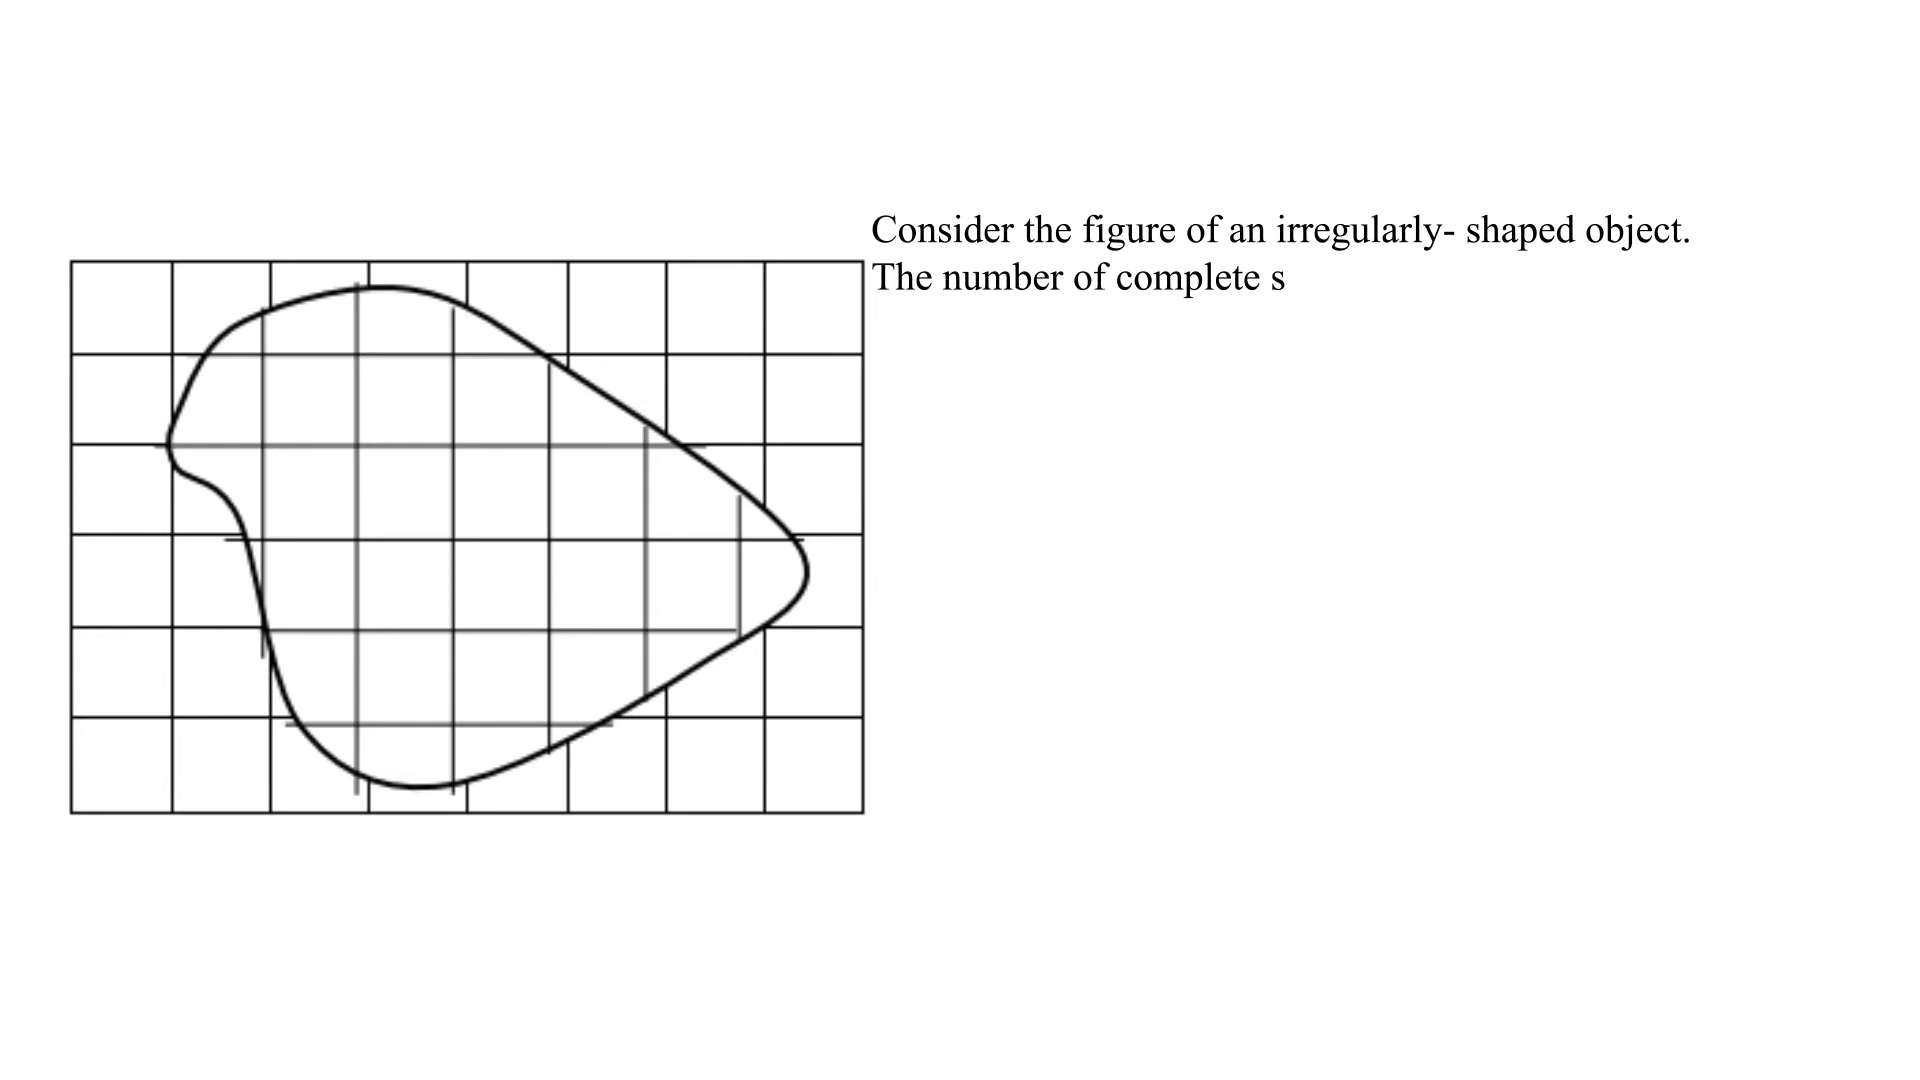 Consider the figure of an irregularly- shaped object.
The number of complete s